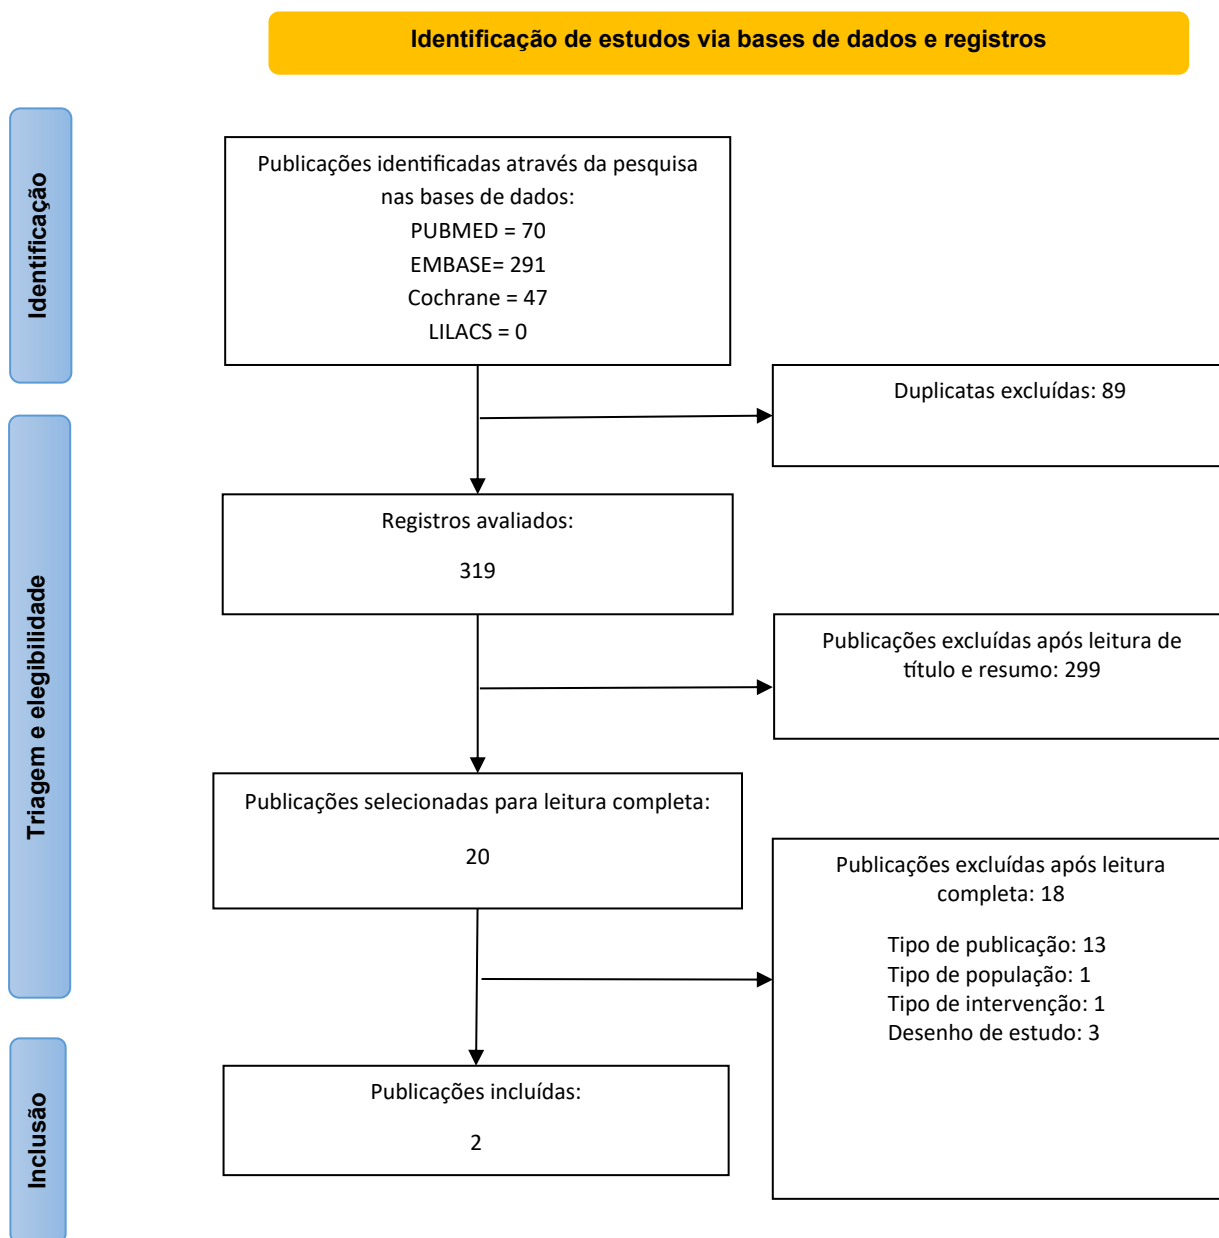 Identificação de estudos via bases de dados e registros
Identificação
Publicações identificadas através da pesquisa
nas bases de dados:
PUBMED = 70
EMBASE= 291
Cochrane = 47
LILACS = 0
Duplicatas excluídas: 89
Triagem e elegibilidade
Registros avaliados:
319
Publicações excluídas após leitura de
título e resumo: 299
Publicações selecionadas para leitura completa:
20
Publicações excluídas após leitura
completa: 18
Tipo de publicação: 13
Tipo de população: 1
Tipo de intervenção: 1
Desenho de estudo: 3
Inclusão
Publicações incluídas:
2